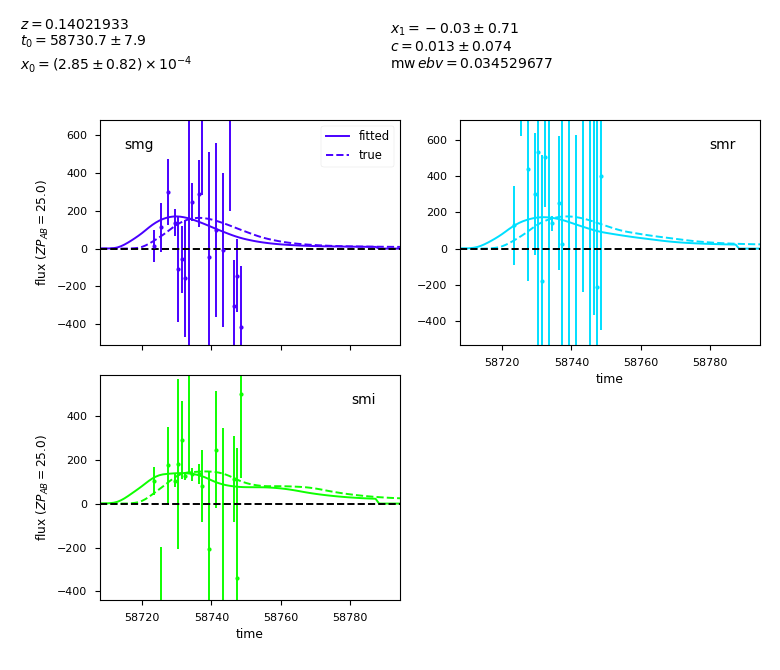 z = 0.14021933
t₀ = 58730.7 ± 7.9
x₀ = (2.85 ± 0.82) × 10⁻⁴
x₁ = −0.03 ± 0.71
c = 0.013 ± 0.074
mw ebv = 0.034529677
smg
fitted
true
600
400
200
0
−200
−400
flux (ZP_AB = 25.0)
smr
600
400
200
0
−200
−400
58720 58740 58760 58780
time
smi
400
200
0
−200
−400
flux (ZP_AB = 25.0)
58720 58740 58760 58780
time